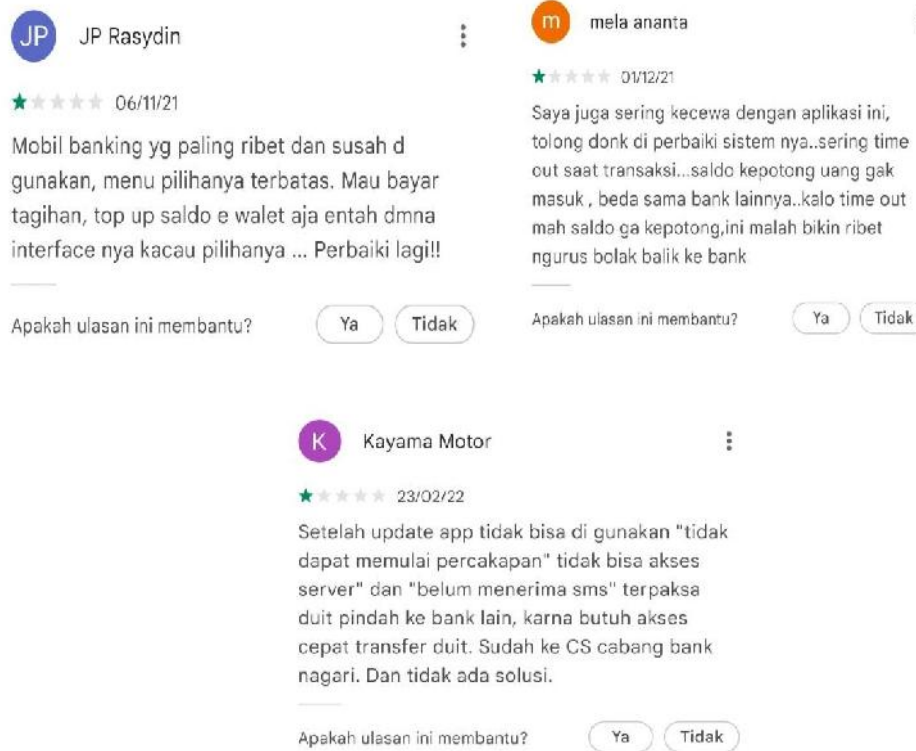 JP
JP Rasydin
06/11/21
Mobil banking yg paling ribet dan susah d
gunakan, menu pilihanya terbatas. Mau bayar
tagihan, top up saldo e walet aja entah dmna
interface nya kacau pilihanya ... Perbaiki lagi!!
Apakah ulasan ini membantu?
Ya
Tidak
m
mela ananta
01/12/21
Saya juga sering kecewa dengan aplikasi ini,
tolong donk di perbaiki sistem nya..sering time
out saat transaksi...saldo kepotong uang gak
masuk , beda sama bank lainnya..kalo time out
mah saldo ga kepotong,ini malah bikin ribet
ngurus bolak balik ke bank
Apakah ulasan ini membantu?
Ya
Tidak
K
Kayama Motor
23/02/22
Setelah update app tidak bisa di gunakan "tidak
dapat memulai percakapan" tidak bisa akses
server" dan "belum menerima sms" terpaksa
duit pindah ke bank lain, karna butuh akses
cepat transfer duit. Sudah ke CS cabang bank
nagari. Dan tidak ada solusi.
Apakah ulasan ini membantu?
Ya
Tidak